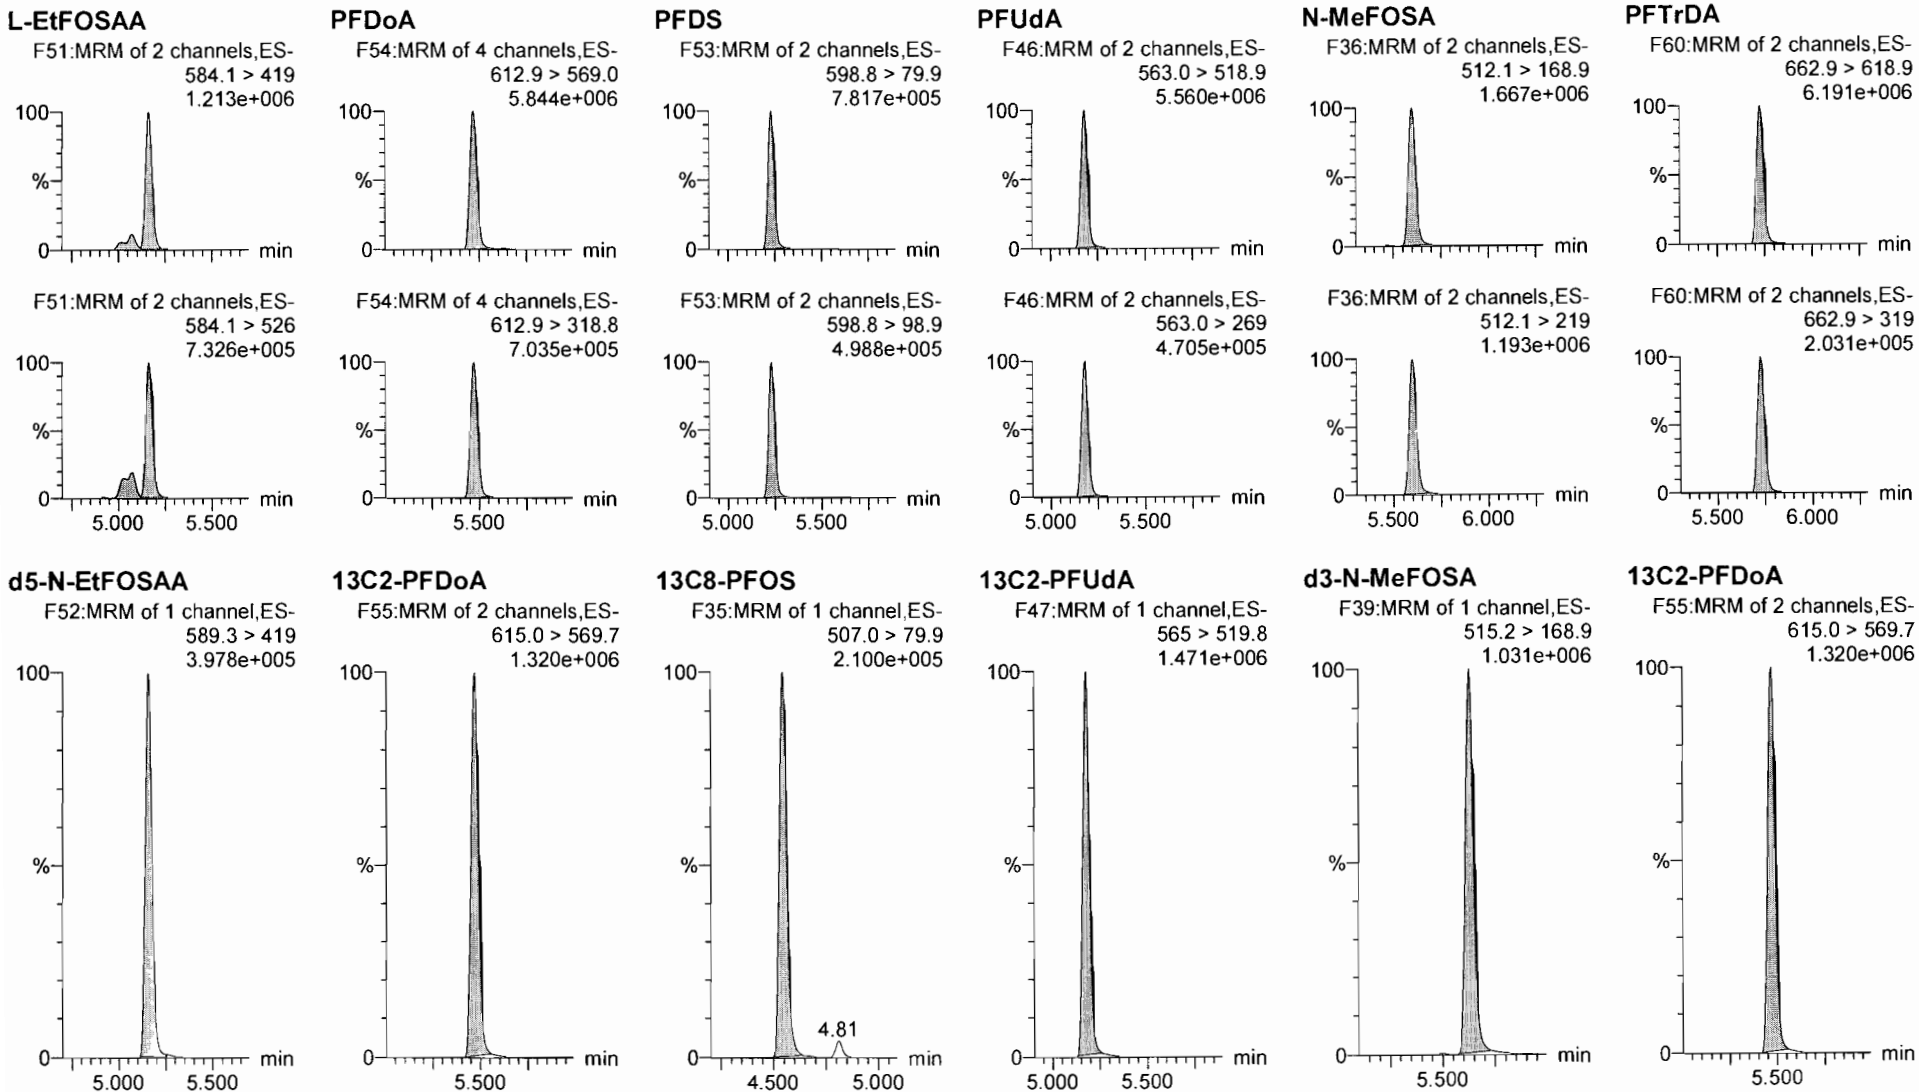 L-EtFOSAA
F51:MRM of 2 channels,ES-
584.1 > 419
1.213e+006
100
%
0
min
F51:MRM of 2 channels,ES-
584.1 > 526
7.326e+005
100
%
0
min
5.000 5.500
PFDoA
F54:MRM of 4 channels,ES-
612.9 > 569.0
5.844e+006
100
%
0
min
F54:MRM of 4 channels,ES-
612.9 > 318.8
7.035e+005
100
%
0
min
5.500
PFDS
F53:MRM of 2 channels,ES-
598.8 > 79.9
7.817e+005
100
%
0
min
F53:MRM of 2 channels,ES-
598.8 > 98.9
4.988e+005
100
%
0
min
5.000 5.500
PFUdA
F46:MRM of 2 channels,ES-
563.0 > 518.9
5.560e+006
100
%
0
min
F46:MRM of 2 channels,ES-
563.0 > 269
4.705e+005
100
%
0
min
5.000 5.500
N-MeFOSA
F36:MRM of 2 channels,ES-
512.1 > 168.9
1.667e+006
100
%
0
min
F36:MRM of 2 channels,ES-
512.1 > 219
1.193e+006
100
%
0
min
5.500 6.000
PFTrDA
F60:MRM of 2 channels,ES-
662.9 > 618.9
6.191e+006
100
%
0
min
F60:MRM of 2 channels,ES-
662.9 > 319
2.031e+005
100
%
0
min
5.500 6.000
d5-N-EtFOSAA
F52:MRM of 1 channel,ES-
589.3 > 419
3.978e+005
100
%
0
min
5.000 5.500
13C2-PFDoA
F55:MRM of 2 channels,ES-
615.0 > 569.7
1.320e+006
100
%
0
min
5.500
13C8-PFOS
F35:MRM of 1 channel,ES-
507.0 > 79.9
2.100e+005
100
%
4.81
0
min
4.500 5.000
13C2-PFUdA
F47:MRM of 1 channel,ES-
565 > 519.8
1.471e+006
100
%
0
min
5.000 5.500
d3-N-MeFOSA
F39:MRM of 1 channel,ES-
515.2 > 168.9
1.031e+006
100
%
0
min
5.500
13C2-PFDoA
F55:MRM of 2 channels,ES-
615.0 > 569.7
1.320e+006
100
%
0
min
5.500